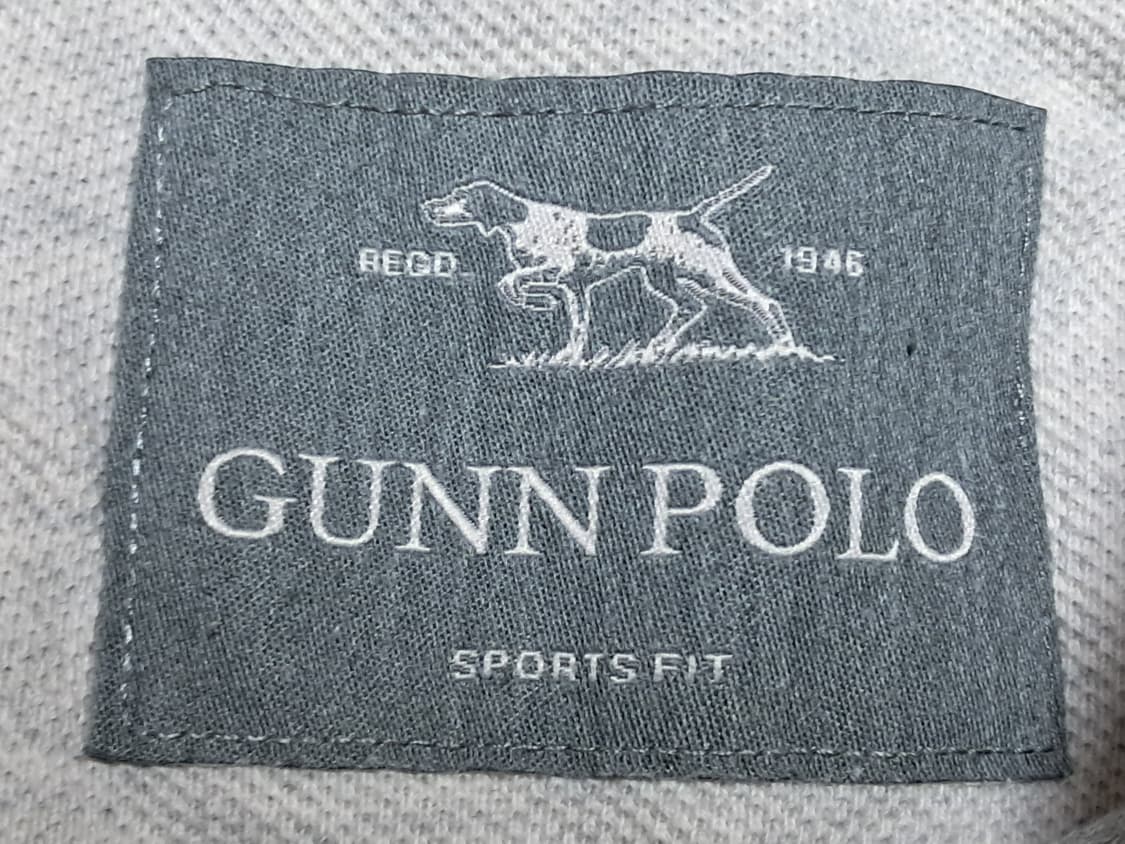 REGD. 1946
GUNN POLO
SPORTS FIT